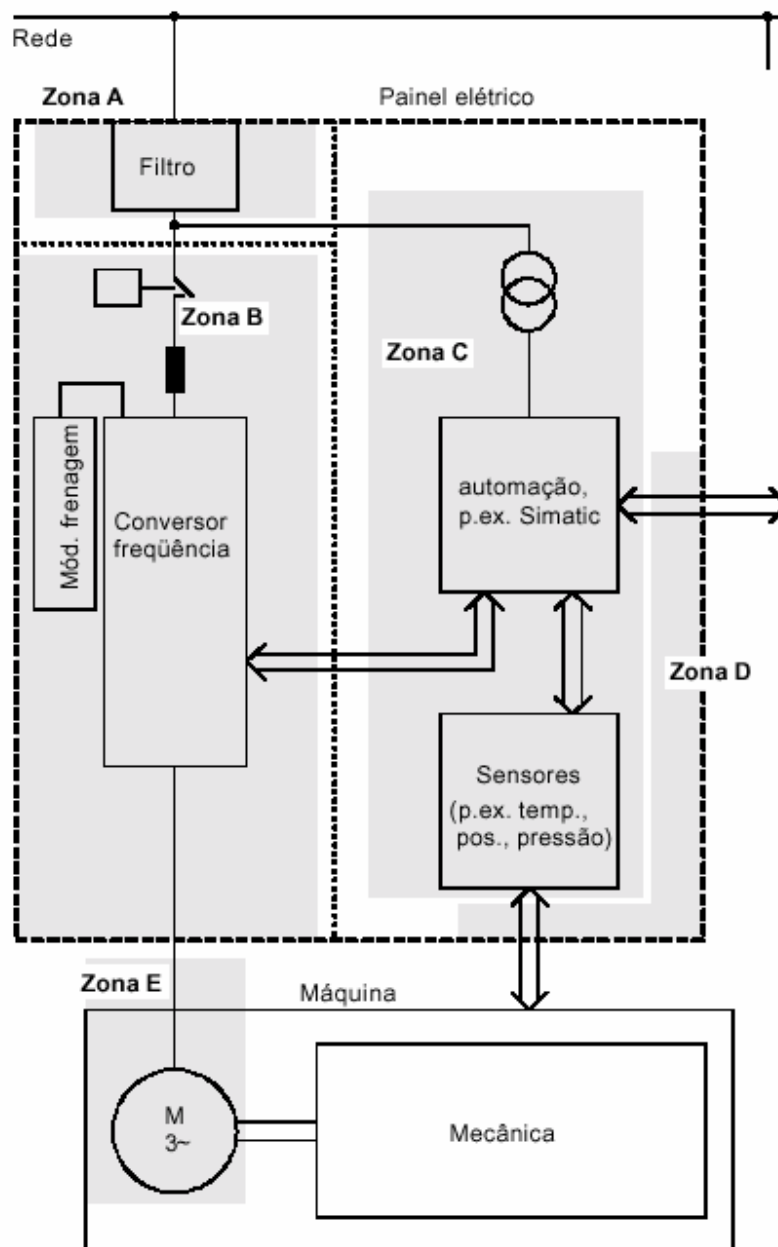 Rede
Zona A
Painel elétrico
Filtro
Zona B
Zona C
Mód. frenagem
Conversor
freqüência
automação,
p.ex. Simatic
Zona D
Sensores
(p.ex. temp.,
pos., pressão)
Zona E
Máquina
M
3~
Mecânica